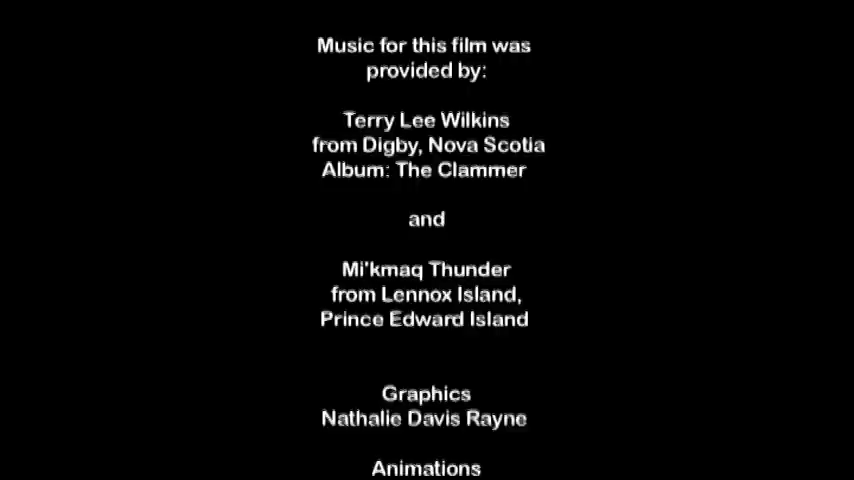 Music for this film was
provided by:
Terry Lee Wilkins
from Digby, Nova Scotia
Album: The Clammer
and
Mi'kmaq Thunder
from Lennox Island,
Prince Edward Island
Graphics
Nathalie Davis Rayne
Animations